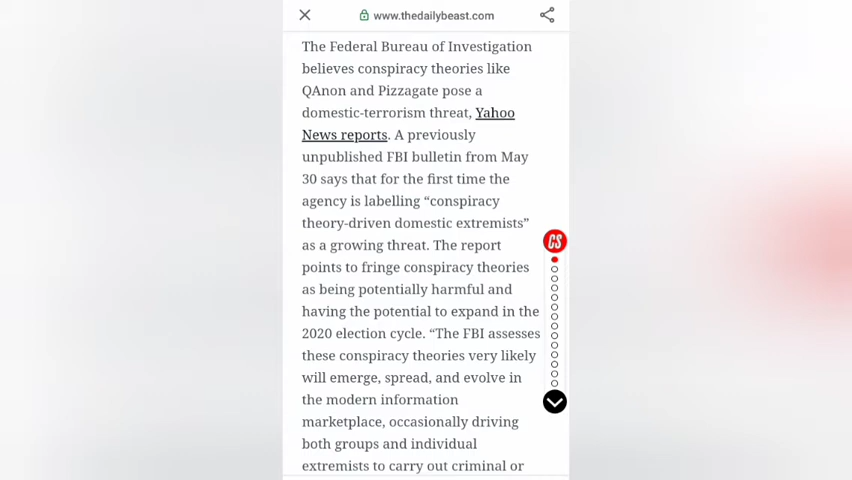 www.thedailybeast.com
The Federal Bureau of Investigation
believes conspiracy theories like
QAnon and Pizzagate pose a
domestic-terrorism threat, Yahoo
News reports. A previously
unpublished FBI bulletin from May
30 says that for the first time the
agency is labelling “conspiracy
theory-driven domestic extremists”
as a growing threat. The report
points to fringe conspiracy theories
as being potentially harmful and
having the potential to expand in the
2020 election cycle. “The FBI assesses
these conspiracy theories very likely
will emerge, spread, and evolve in
the modern information
marketplace, occasionally driving
both groups and individual
extremists to carry out criminal or
CS